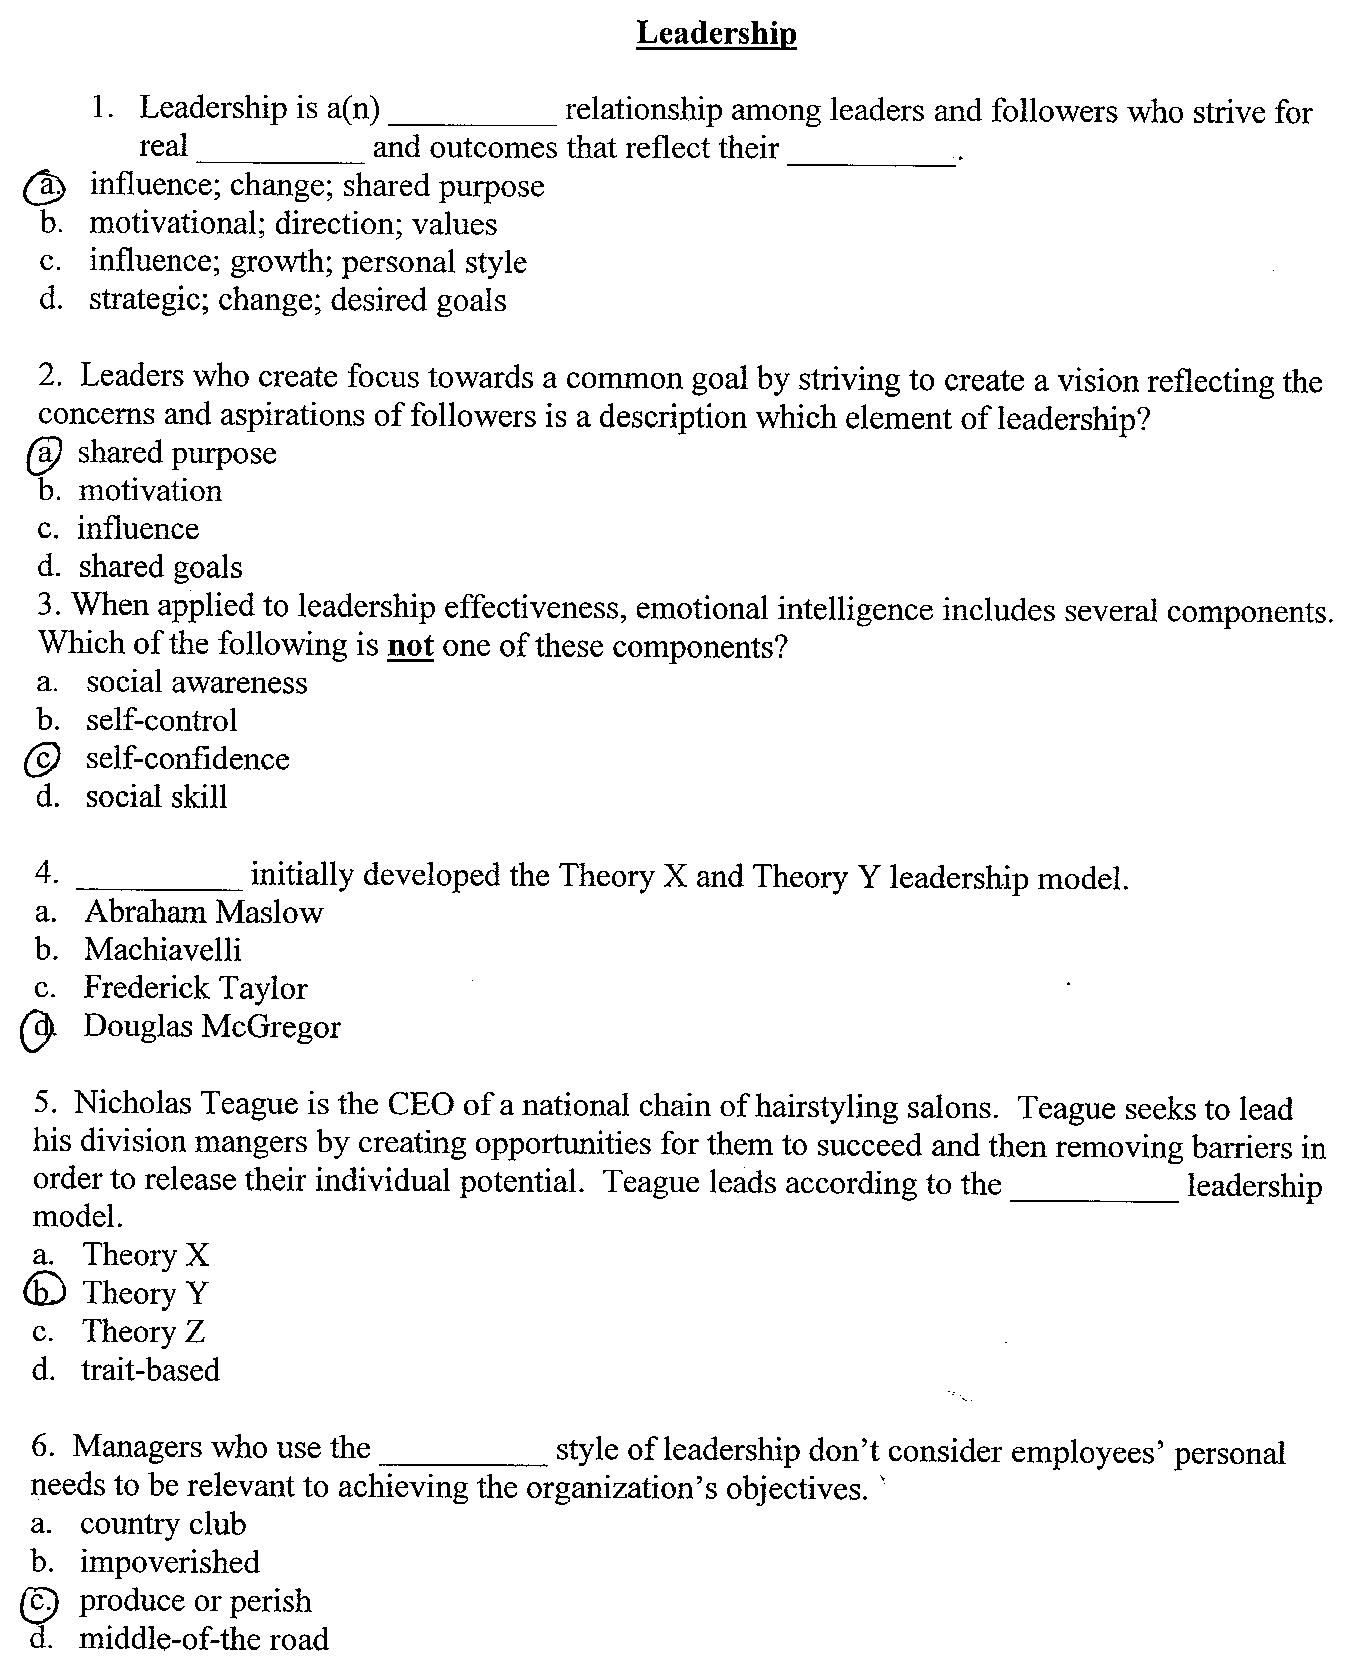 Leadership
1. Leadership is a(n) __________ relationship among leaders and followers who strive for
real __________ and outcomes that reflect their __________.
a. influence; change; shared purpose
b. motivational; direction; values
c. influence; growth; personal style
d. strategic; change; desired goals
2. Leaders who create focus towards a common goal by striving to create a vision reflecting the
concerns and aspirations of followers is a description which element of leadership?
a. shared purpose
b. motivation
c. influence
d. shared goals
3. When applied to leadership effectiveness, emotional intelligence includes several components.
Which of the following is not one of these components?
a. social awareness
b. self-control
c. self-confidence
d. social skill
4. __________ initially developed the Theory X and Theory Y leadership model.
a. Abraham Maslow
b. Machiavelli
c. Frederick Taylor
d. Douglas McGregor
5. Nicholas Teague is the CEO of a national chain of hairstyling salons. Teague seeks to lead
his division mangers by creating opportunities for them to succeed and then removing barriers in
order to release their individual potential. Teague leads according to the __________ leadership
model.
a. Theory X
b. Theory Y
c. Theory Z
d. trait-based
6. Managers who use the __________ style of leadership don't consider employees' personal
needs to be relevant to achieving the organization's objectives.
a. country club
b. impoverished
c. produce or perish
d. middle-of-the road